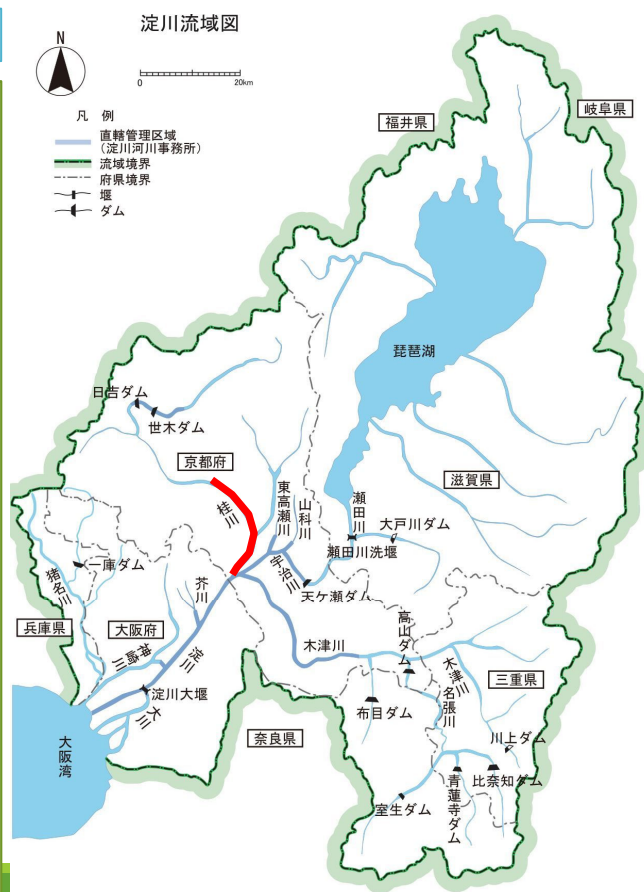 淀川流域図
N
0 20km
凡 例
直轄管理区域
(淀川河川事務所)
流域境界
府県境界
堰
ダム
福井県
岐阜県
琵琶湖
日吉ダム
世木ダム
京都府
桂川
東高瀬川
山科川
瀬田川
大戸川ダム
滋賀県
瀬田川洗堰
宇治川
天ケ瀬ダム
一庫ダム
猪名川
芥川
兵庫県
大阪府
神崎川
淀川
木津川
高山ダム
木津川
三重県
名張川
淀川大堰
大川
布目ダム
奈良県
川上ダム
大阪湾
室生ダム
青蓮寺ダム
比奈知ダム